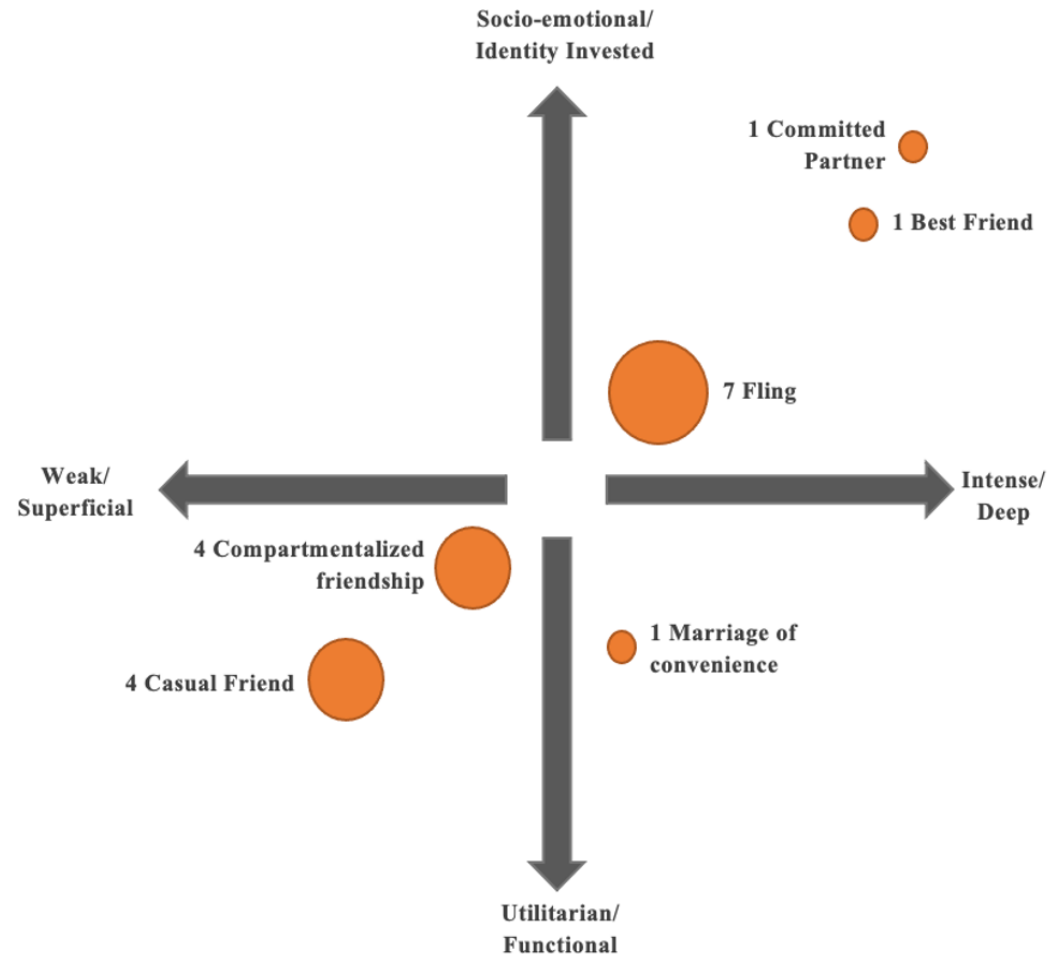 Socio-emotional/
Identity Invested
1 Committed
Partner
1 Best Friend
7 Fling
Weak/
Superficial
Intense/
Deep
4 Compartmentalized
friendship
1 Marriage of
convenience
4 Casual Friend
Utilitarian/
Functional